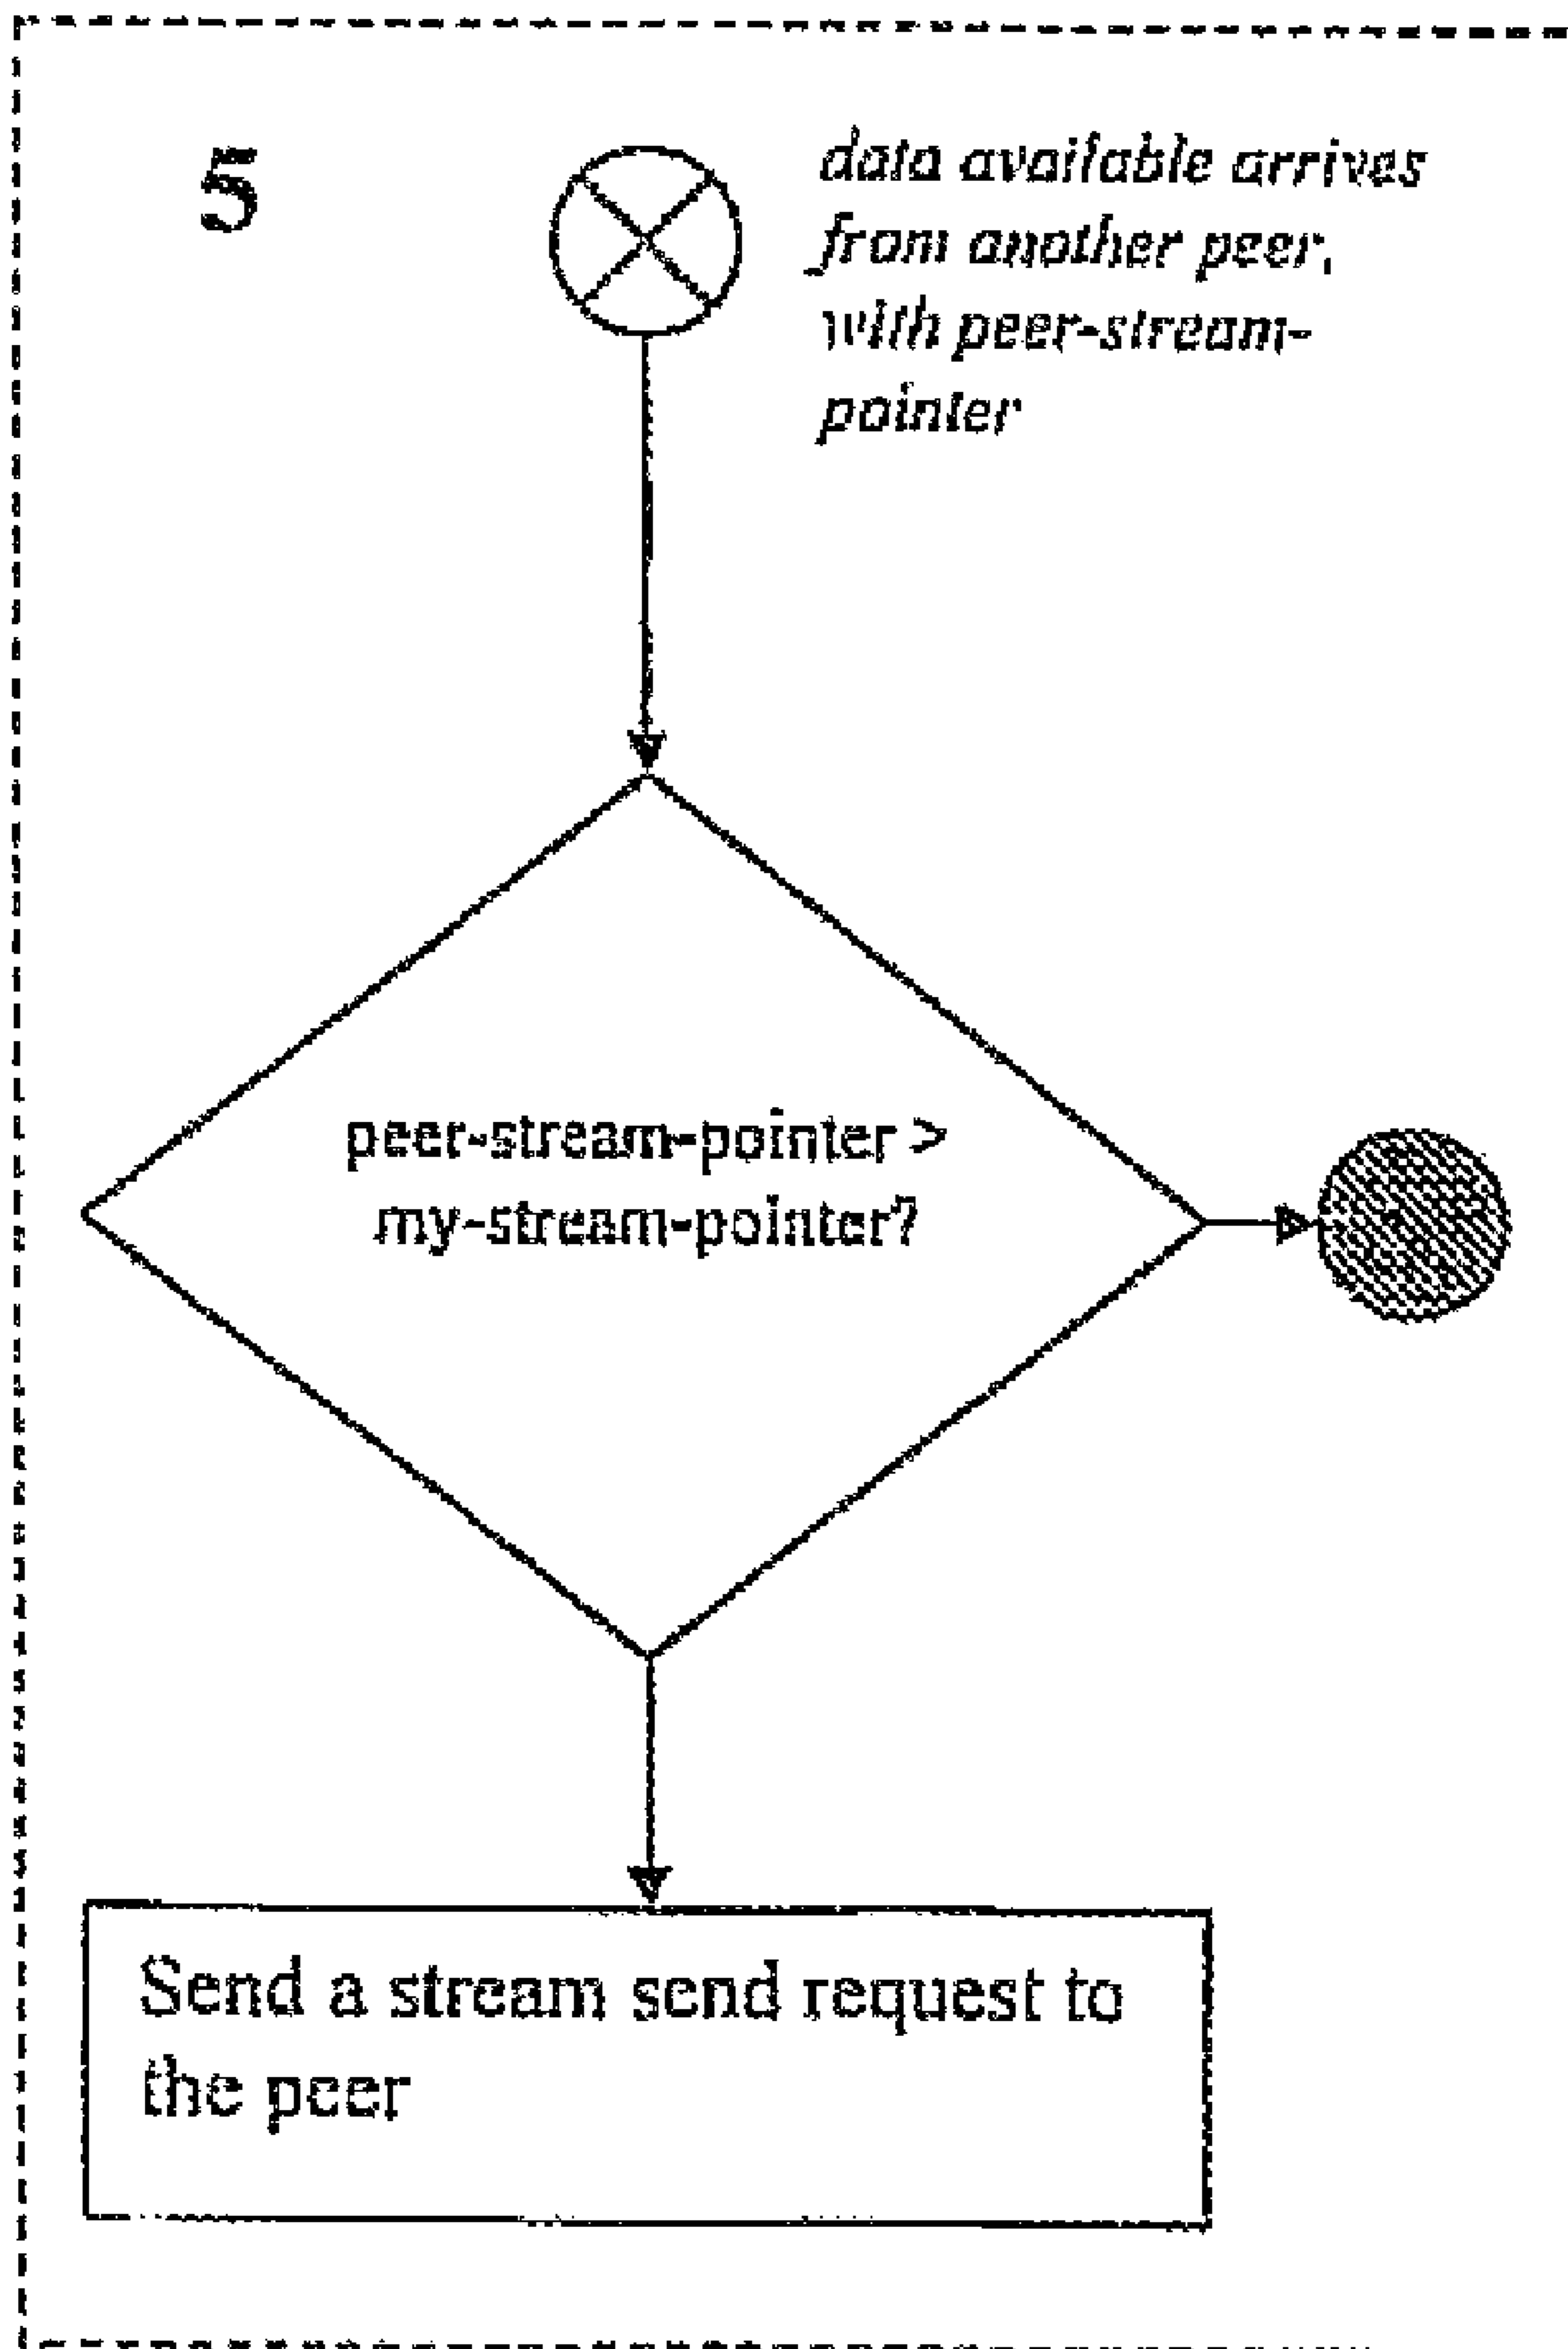 5
data available arrives
from another peer,
with peer-stream-
pointer
peer-stream-pointer >
my-stream-pointer?
Send a stream send request to
the peer